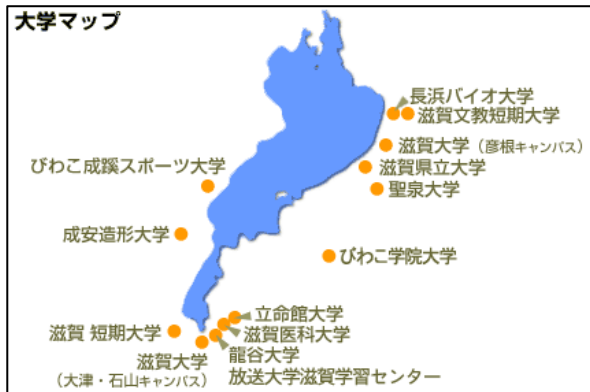 大学マップ
長浜バイオ大学
滋賀文教短期大学
滋賀大学（彦根キャンパス）
びわこ成蹊スポーツ大学
滋賀県立大学
聖泉大学
成安造形大学
びわこ学院大学
立命館大学
滋賀 短期大学
滋賀医科大学
滋賀大学
（大津・石山キャンパス）
龍谷大学
放送大学滋賀学習センター